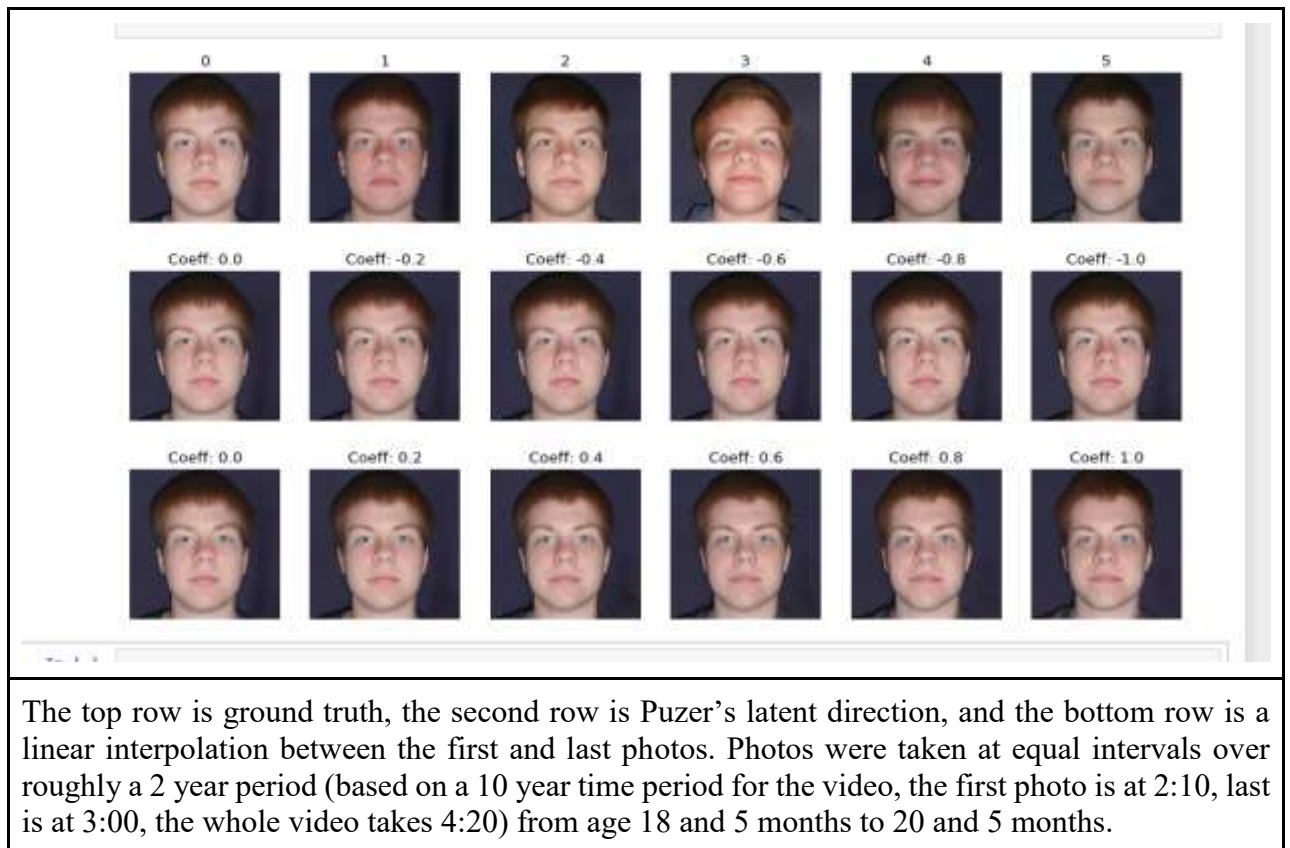 0 1 2 3 4 5
Coeff: 0.0 Coeff: -0.2 Coeff: -0.4 Coeff: -0.6 Coeff: -0.8 Coeff: -1.0
Coeff: 0.0 Coeff: 0.2 Coeff: 0.4 Coeff: 0.6 Coeff: 0.8 Coeff: 1.0
The top row is ground truth, the second row is Puzer’s latent direction, and the bottom row is a
linear interpolation between the first and last photos. Photos were taken at equal intervals over
roughly a 2 year period (based on a 10 year time period for the video, the first photo is at 2:10, last
is at 3:00, the whole video takes 4:20) from age 18 and 5 months to 20 and 5 months.